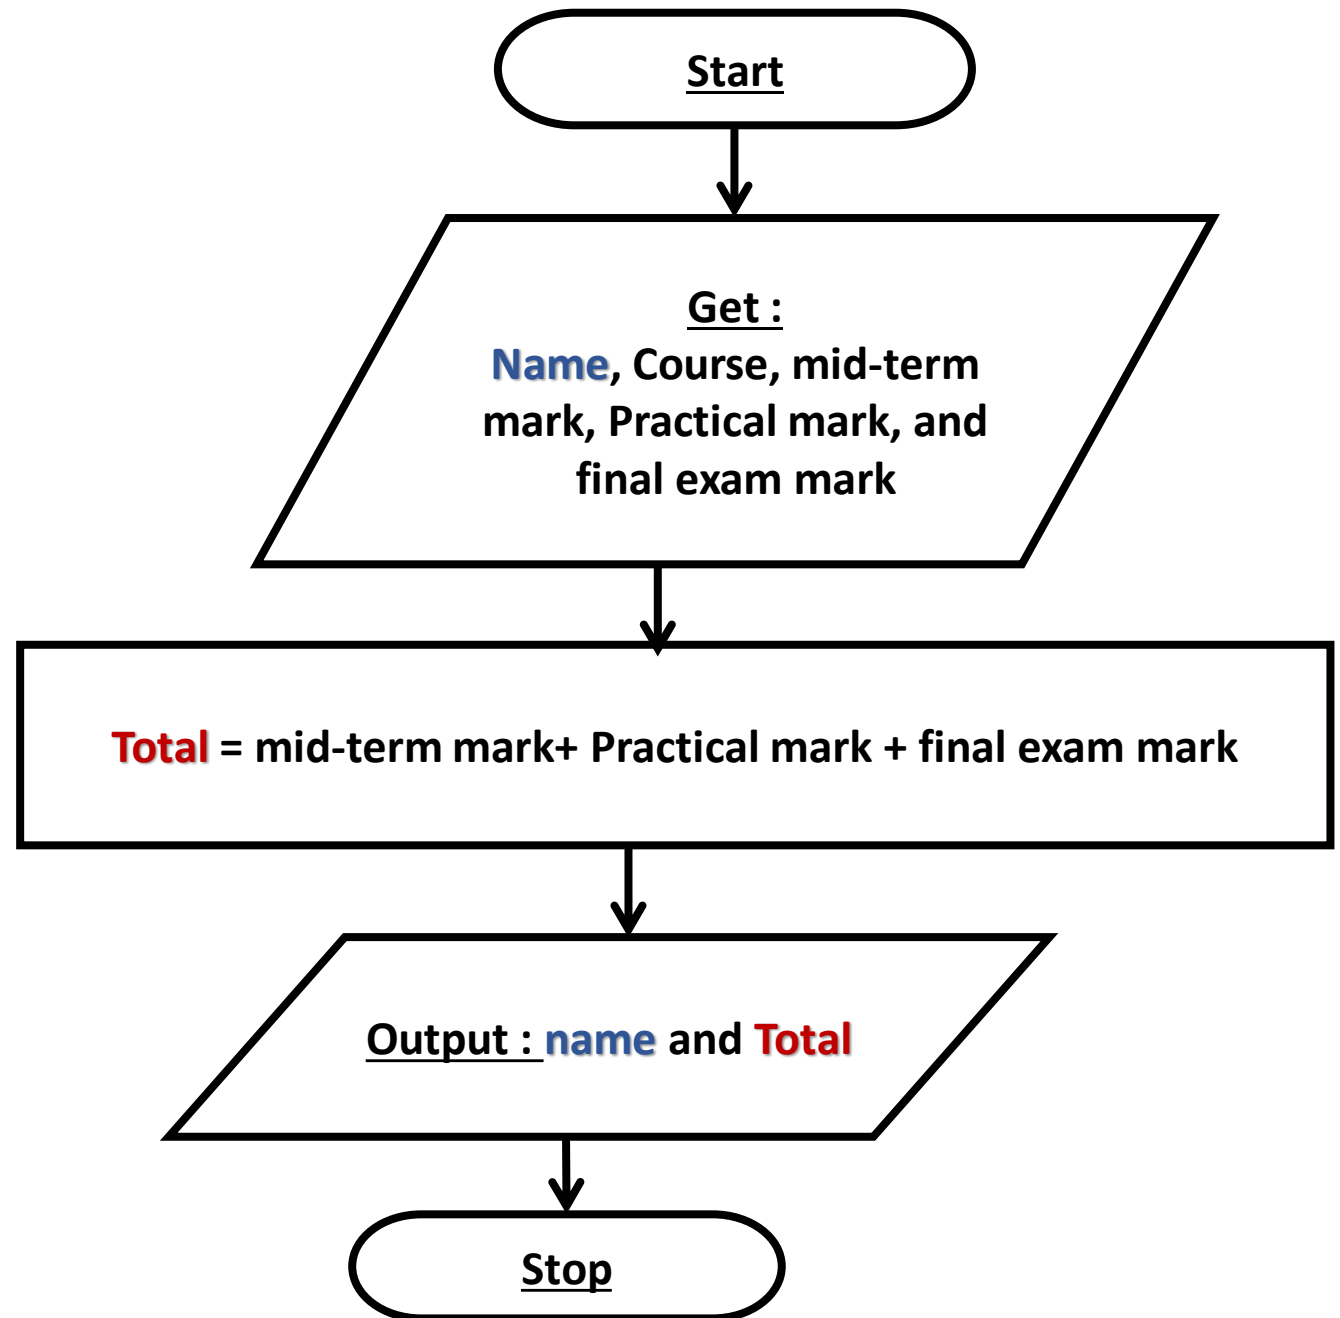 Start
Get :
Name, Course, mid-term
mark, Practical mark, and
final exam mark
Total = mid-term mark+ Practical mark + final exam mark
Output : name and Total
Stop